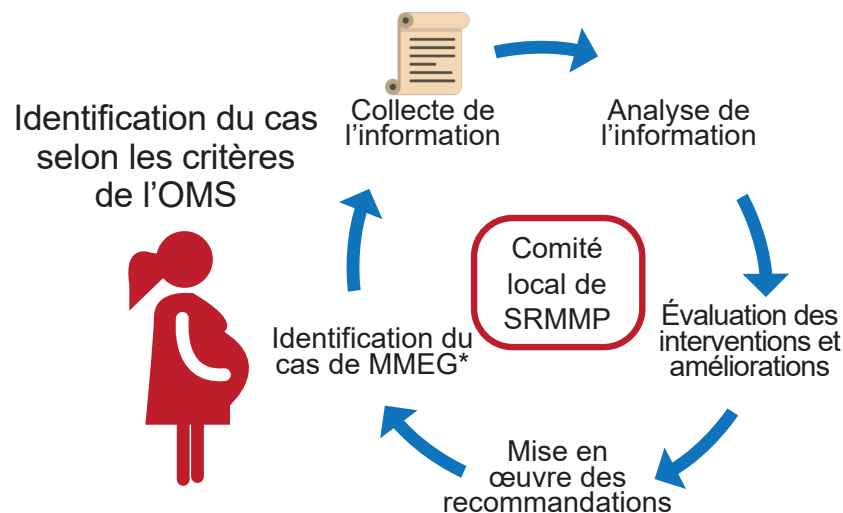 Identification du cas
selon les critères
de l’OMS
Collecte de
l’information
Analyse de
l’information
Comité
local de
SRMMP
Évaluation des
interventions et
améliorations
Mise en
œuvre des
recommandations
Identification du
cas de MMEG*